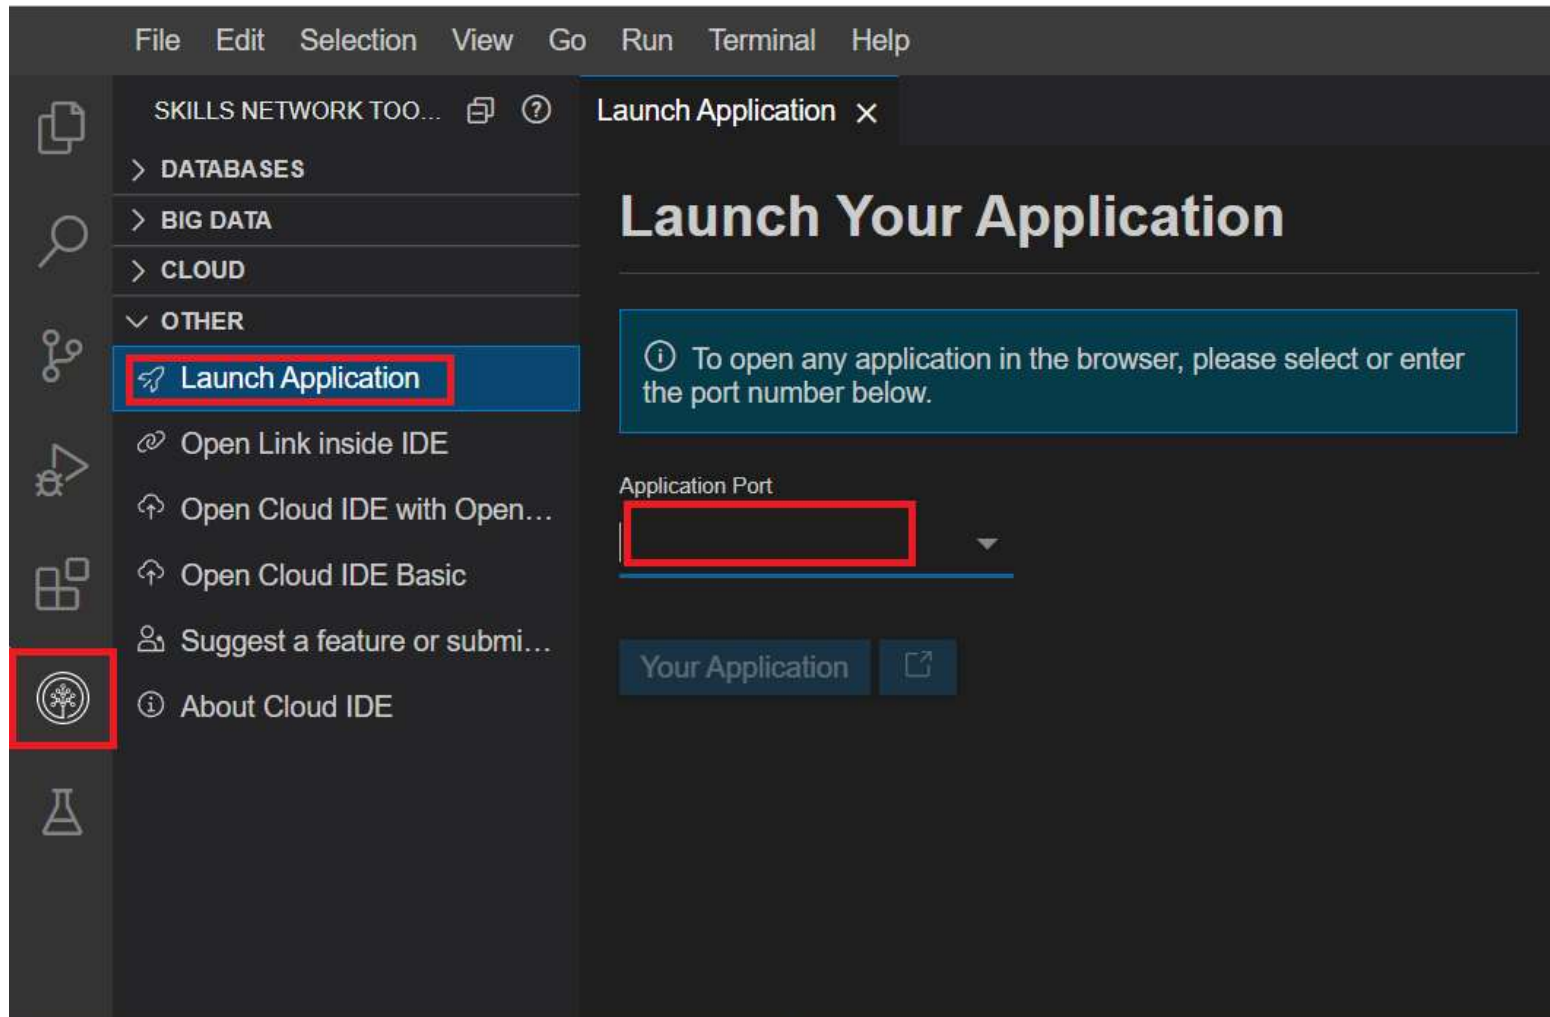 File Edit Selection View Go Run Terminal Help
SKILLS NETWORK TOO...
Launch Application
DATABASES
BIG DATA
CLOUD
OTHER
Launch Application
Open Link inside IDE
Open Cloud IDE with Open...
Open Cloud IDE Basic
Suggest a feature or submi...
About Cloud IDE
Launch Your Application
To open any application in the browser, please select or enter
the port number below.
Application Port
Your Application